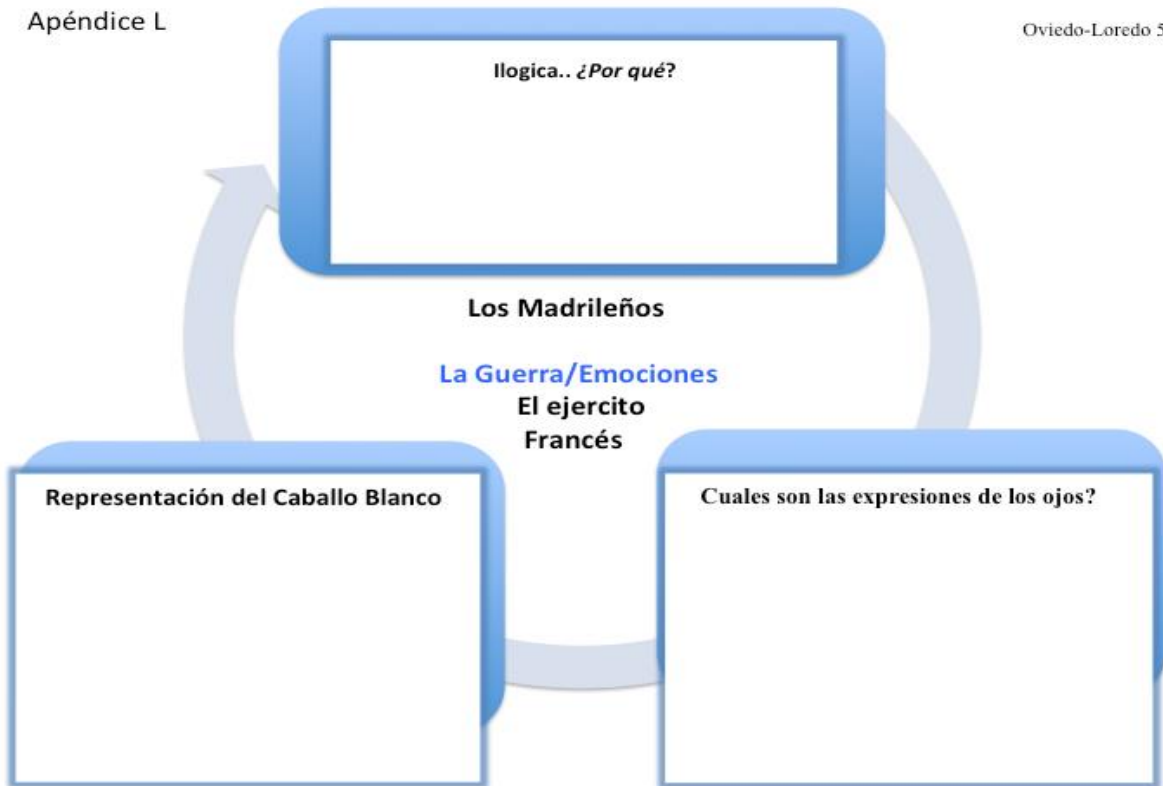 Apéndice L
Oviedo-Loredo 5
Ilogica.. ¿Por qué?
Los Madrileños
La Guerra/Emociones
El ejercito
Francés
Representación del Caballo Blanco
Cuales son las expresiones de los ojos?